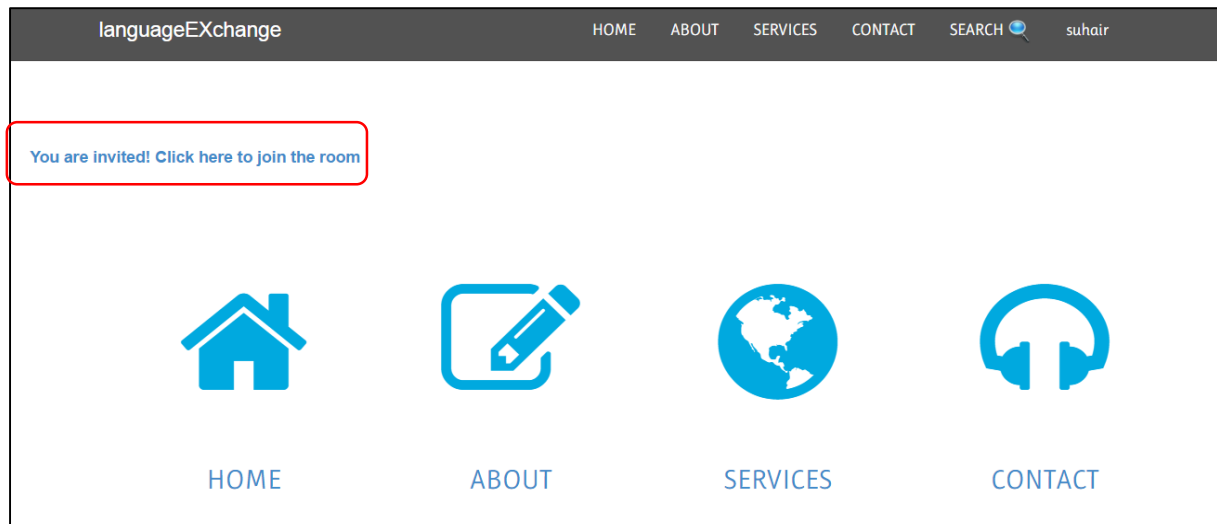 languageEXchange HOME ABOUT SERVICES CONTACT SEARCH suhair
You are invited! Click here to join the room
HOME ABOUT SERVICES CONTACT